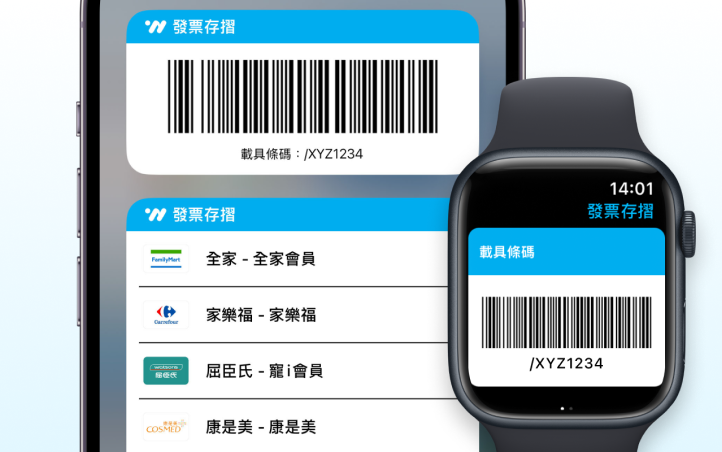 發票存摺
載具條碼：/XYZ1234
發票存摺
FamilyMart
全家 - 全家會員
Carrefour
家樂福 - 家樂福
watsons
屈臣氏
屈臣氏 - 寵i會員
康是美
COSMED
康是美 - 康是美
14:01
發票存摺
載具條碼
/XYZ1234